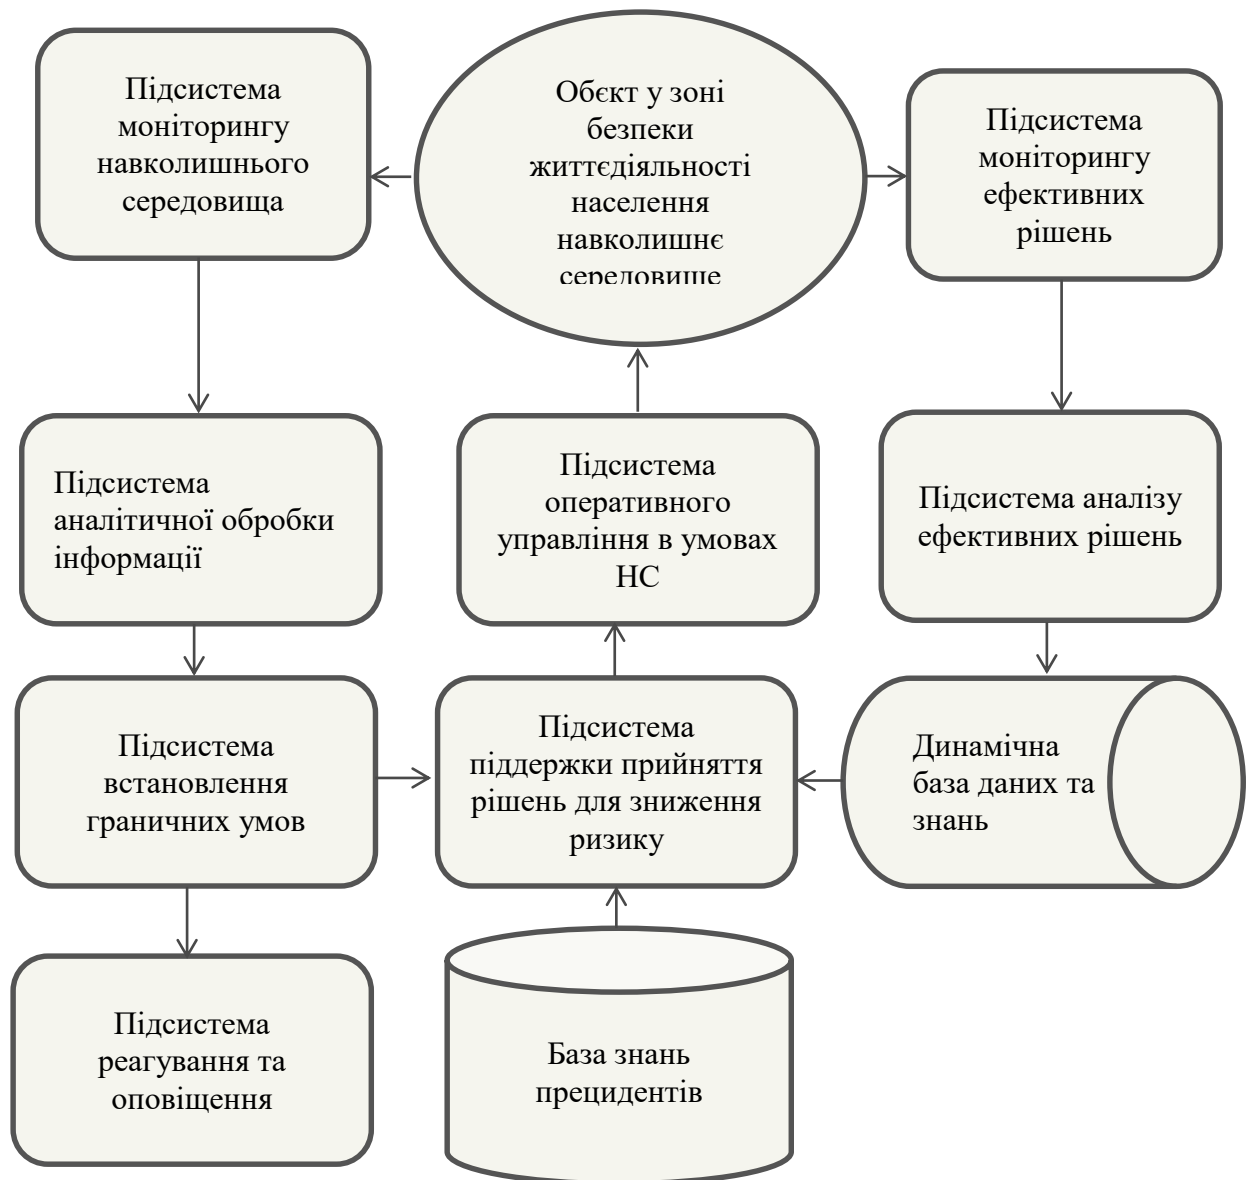 Підсистема
моніторингу
навколишнього
середовища
Обєкт у зоні
безпеки
життєдіяльності
населення
навколишнє
середовище
Підсистема
моніторингу
ефективних
рішень
Підсистема
аналітичної обробки
інформації
Підсистема
оперативного
управління в умовах
НС
Підсистема аналізу
ефективних рішень
Підсистема
встановлення
граничних умов
Підсистема
піддержки прийняття
рішень для зниження
ризику
Динамічна
база даних та
знань
Підсистема
реагування та
оповіщення
База знань
прецидентів